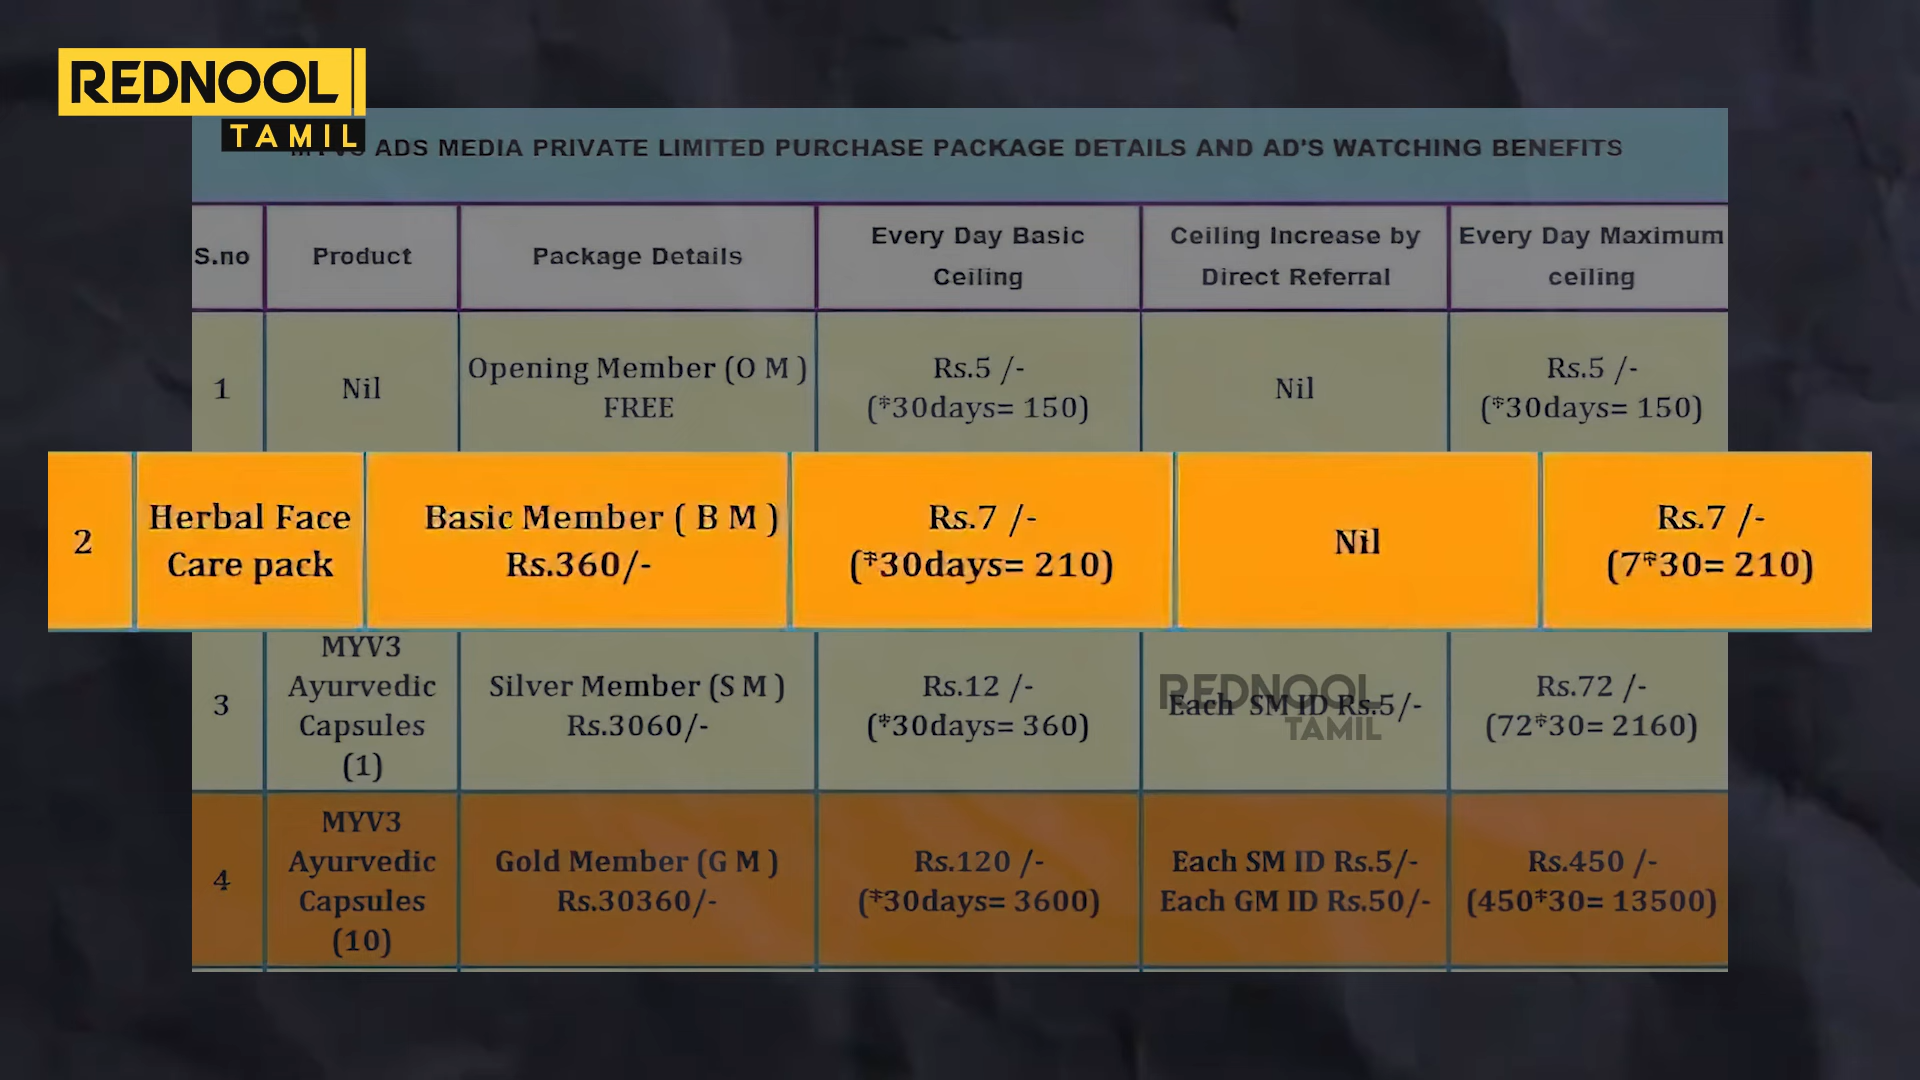 REDNOOL
TAMIL
ADS MEDIA PRIVATE LIMITED PURCHASE PACKAGE DETAILS AND AD'S WATCHING BENEFITS
S.no
Product
Package Details
Every Day Basic
Ceiling
Ceiling Increase by
Direct Referral
Every Day Maximum
ceiling
1
Nil
Opening Member (O M )
FREE
Rs.5 /-
(*30days= 150)
Nil
Rs.5 /-
(*30days= 150)
2
Herbal Face
Care pack
Basic Member ( B M )
Rs.360/-
Rs.7 /-
(*30days= 210)
Nil
Rs.7 /-
(7*30= 210)
3
MYV3
Ayurvedic
Capsules
(1)
Silver Member (S M )
Rs.3060/-
Rs.12 /-
(*30days= 360)
Each SM ID Rs.5/-
REDNOOL
TAMIL
Rs.72 /-
(72*30= 2160)
4
MYV3
Ayurvedic
Capsules
(10)
Gold Member (G M )
Rs.30360/-
Rs.120 /-
(*30days= 3600)
Each SM ID Rs.5/-
Each GM ID Rs.50/-
Rs.450 /-
(450*30= 13500)